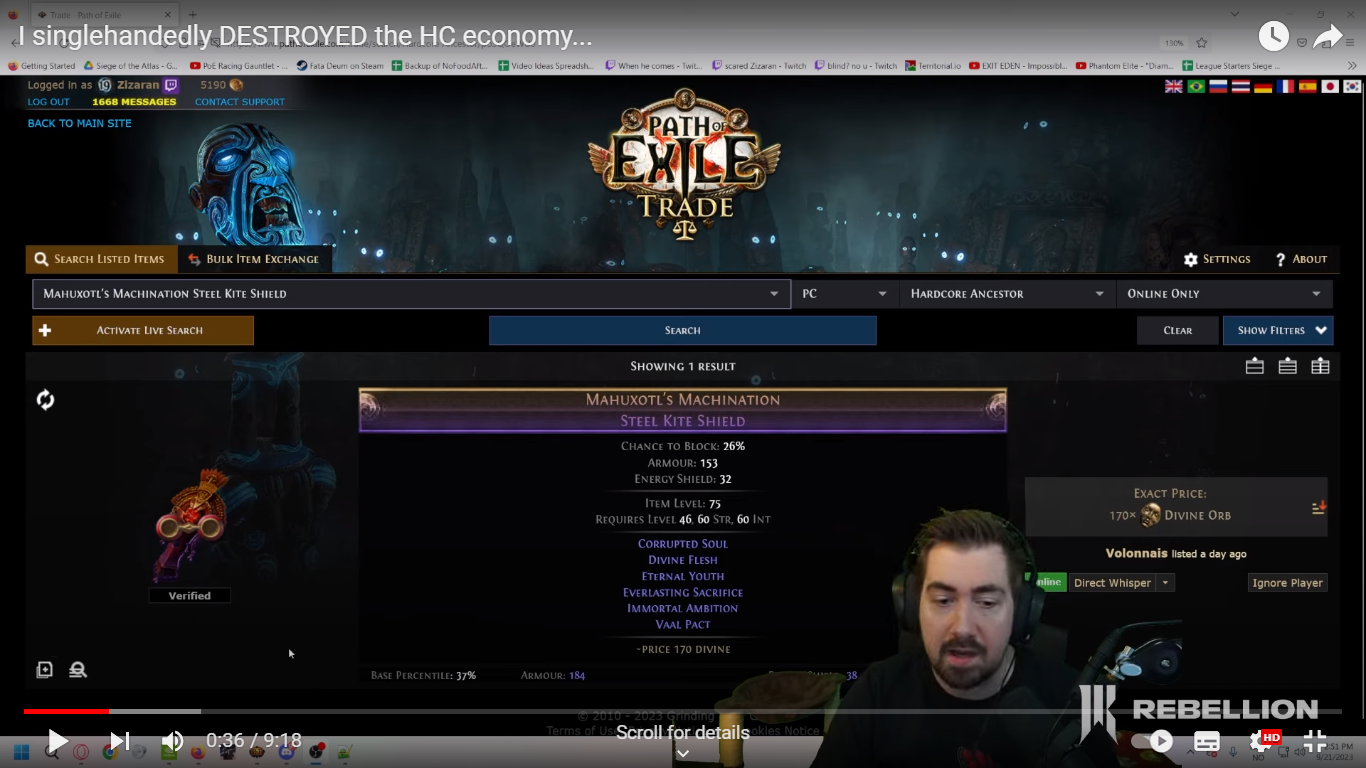 Trade - Path of Exile
I singlehandedly DESTROYED the HC economy...
130%
Getting Started
Siege of the Atlas - G...
PoE Racing Gauntlet - ...
Fata Deum on Steam
Backup of NoFoodAft...
Video Ideas Spreadsh...
When he comes - Twit...
scared Zizaran - Twitch
blind? no u - Twitch
Territorial.io
EXIT EDEN - Impossibl...
Phantom Elite - "Diam...
League Starters Siege ...
Logged in as Zizaran 5190
LOG OUT 1668 MESSAGES CONTACT SUPPORT
BACK TO MAIN SITE
PATH OF
EXILE
TRADE
SEARCH LISTED ITEMS BULK ITEM EXCHANGE SETTINGS ? ABOUT
MAHUXOTL'S MACHINATION STEEL KITE SHIELD PC HARDCORE ANCESTOR ONLINE ONLY
ACTIVATE LIVE SEARCH SEARCH CLEAR SHOW FILTERS
SHOWING 1 RESULT
MAHUXOTL'S MACHINATION
STEEL KITE SHIELD
CHANCE TO BLOCK: 26%
ARMOUR: 153
ENERGY SHIELD: 32
ITEM LEVEL: 75
REQUIRES LEVEL 46, 60 STR, 60 INT
CORRUPTED SOUL
DIVINE FLESH
ETERNAL YOUTH
EVERLASTING SACRIFICE
IMMORTAL AMBITION
VAAL PACT
~PRICE 170 DIVINE
BASE PERCENTILE: 37% ARMOUR: 184 38
Verified
EXACT PRICE:
170× DIVINE ORB
Volonnais listed a day ago
nline Direct Whisper Ignore Player
© 2010 - 2023 Grinding
Terms of Use Cookies Notice
REBELLION
0:36 / 9:18
Scroll for details
HD
NO
:51 PM
9/21/2023